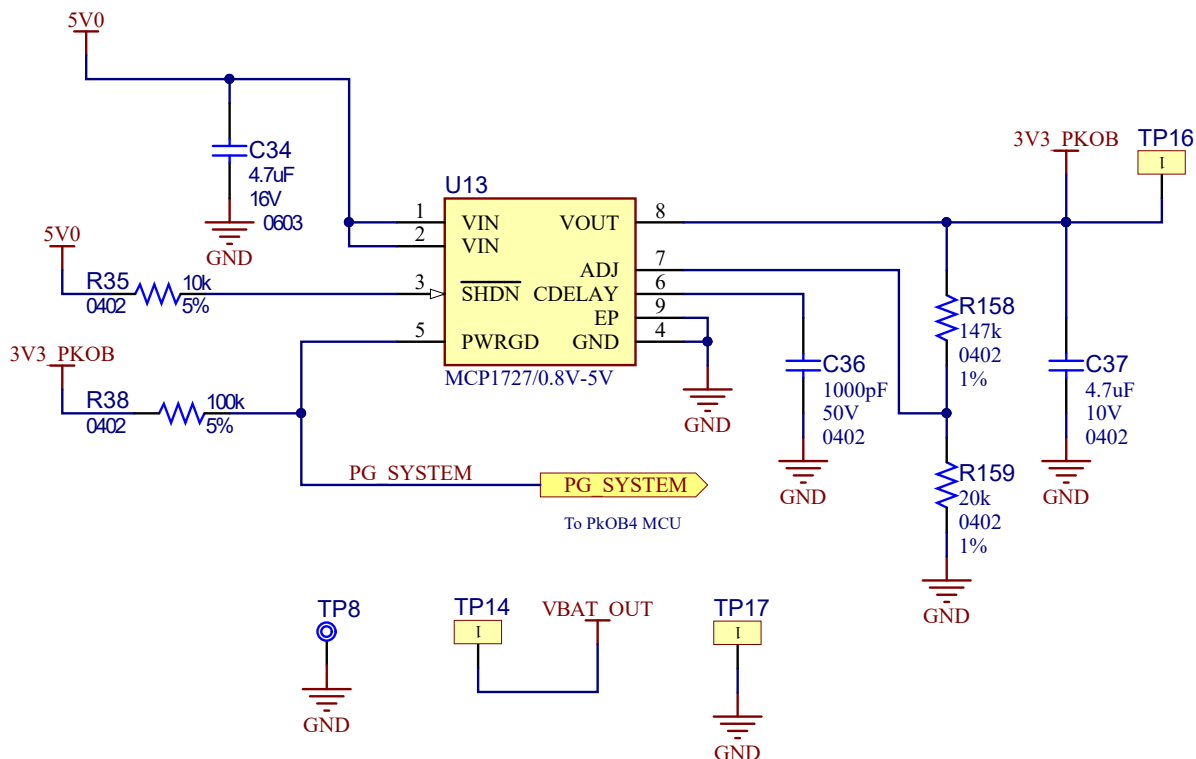 5V0
C34
4.7uF
16V
0603
GND
5V0
R35
0402
10k
5%
3V3_PKOB
R38
0402
100k
5%
U13
1
VIN
2
VIN
3
SHDN
5
PWRGD
VOUT
8
ADJ
7
CDELAY
6
EP
9
GND
4
MCP1727/0.8V-5V
GND
C36
1000pF
50V
0402
GND
3V3_PKOB
TP16
1
R158
147k
0402
1%
R159
20k
0402
1%
GND
C37
4.7uF
10V
0402
GND
PG_SYSTEM
PG_SYSTEM
To PkOB4 MCU
TP8
GND
TP14
1
VBAT_OUT
TP17
1
GND